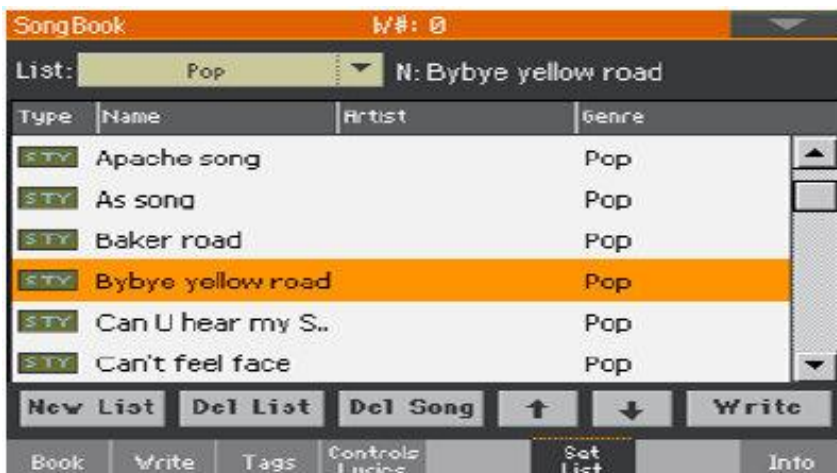 SongBook ♭/#: 0
List: Pop N: Bybye yellow road
Type Name Artist Genre
STY Apache song Pop
STY As song Pop
STY Baker road Pop
STY Bybye yellow road Pop
STY Can U hear my S.. Pop
STY Can't feel face Pop
New List Del List Del Song Write
Book Write Tags Controls Lyrics Set List Info